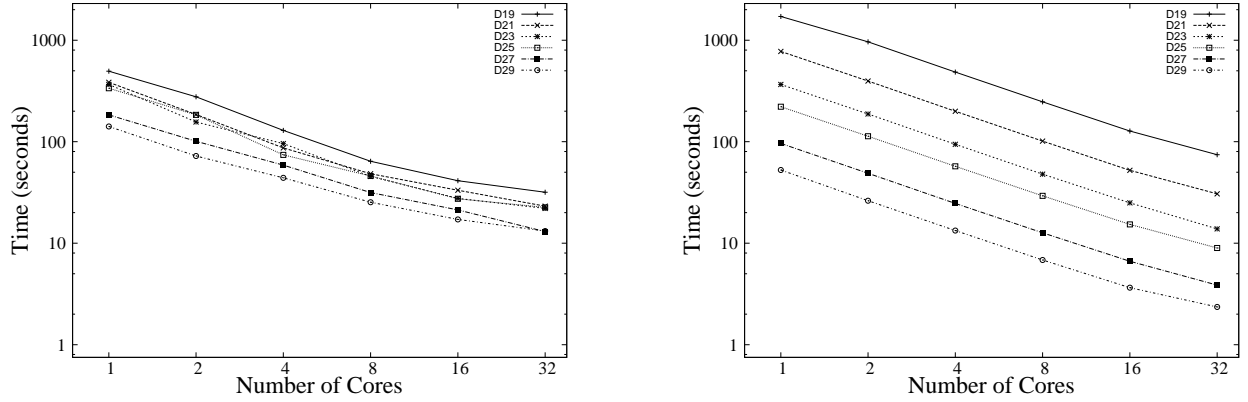 Time (seconds)
1000
100
10
1
D19
D21
D23
D25
D27
D29
1 2 4 8 16 32
Number of Cores
Time (seconds)
1000
100
10
1
D19
D21
D23
D25
D27
D29
1 2 4 8 16 32
Number of Cores